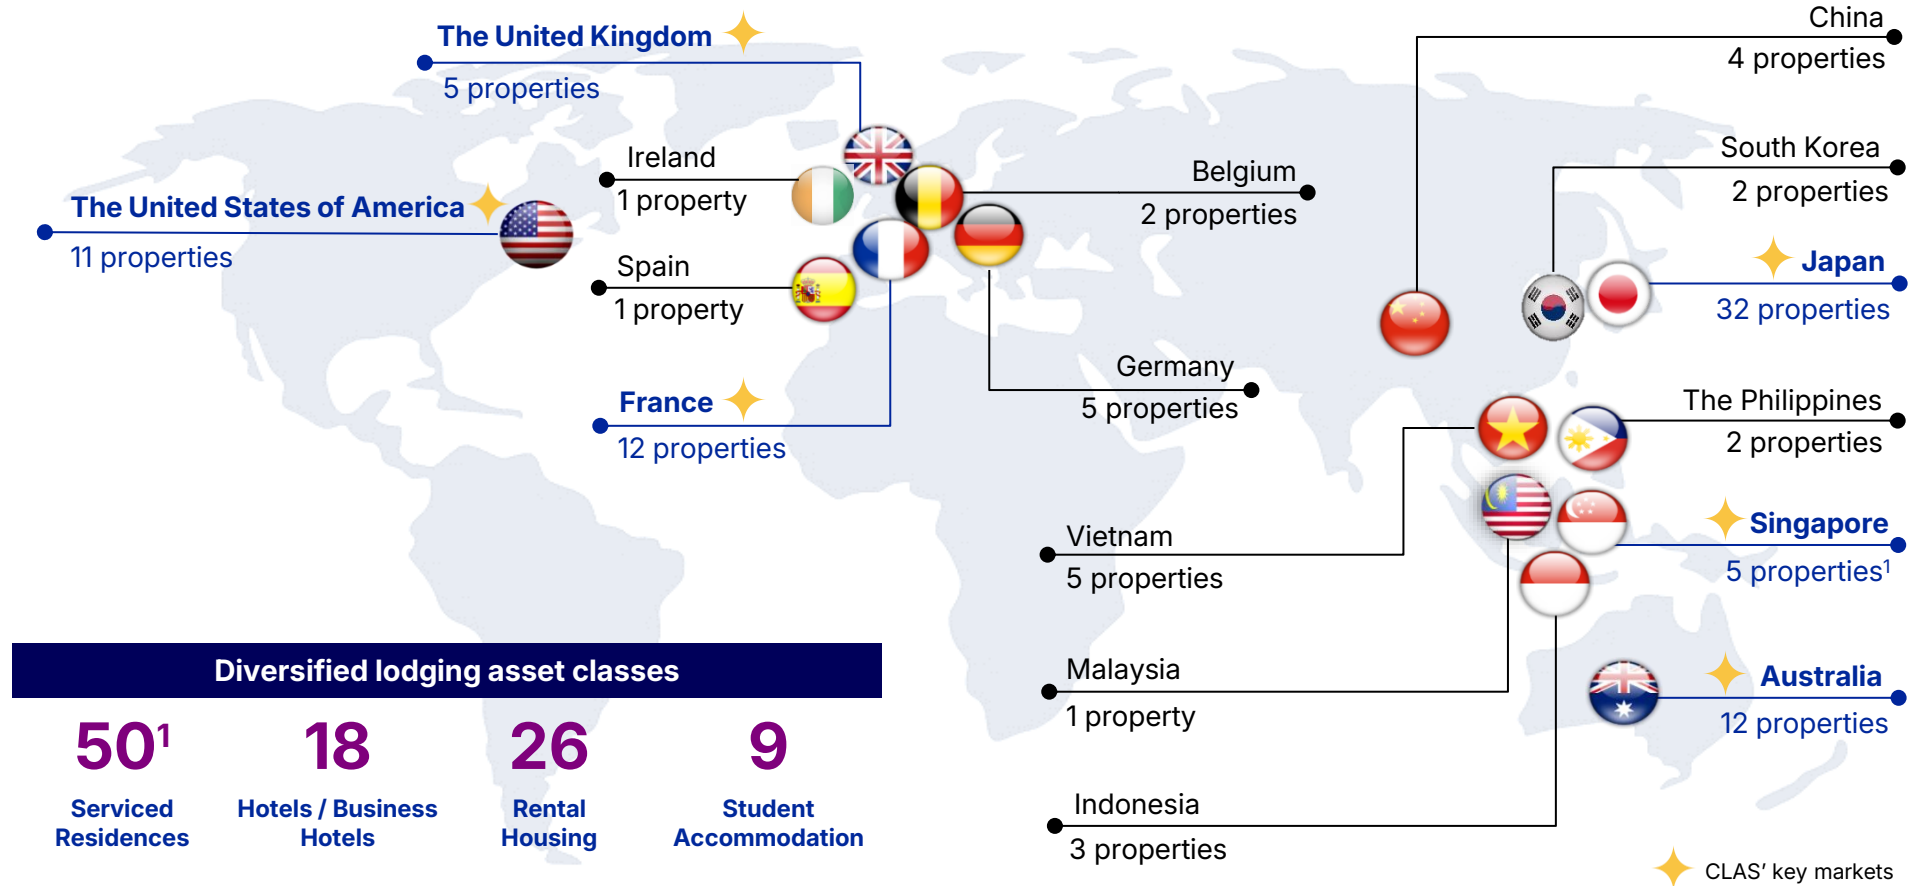 The United Kingdom
5 properties
The United States of America
11 properties
Ireland
1 property
Spain
1 property
France
12 properties
Belgium
2 properties
Germany
5 properties
China
4 properties
South Korea
2 properties
Japan
32 properties
The Philippines
2 properties
Singapore
5 properties¹
Australia
12 properties
Vietnam
5 properties
Malaysia
1 property
Indonesia
3 properties
Diversified lodging asset classes
50¹
Serviced
Residences
18
Hotels / Business
Hotels
26
Rental
Housing
9
Student
Accommodation
CLAS’ key markets